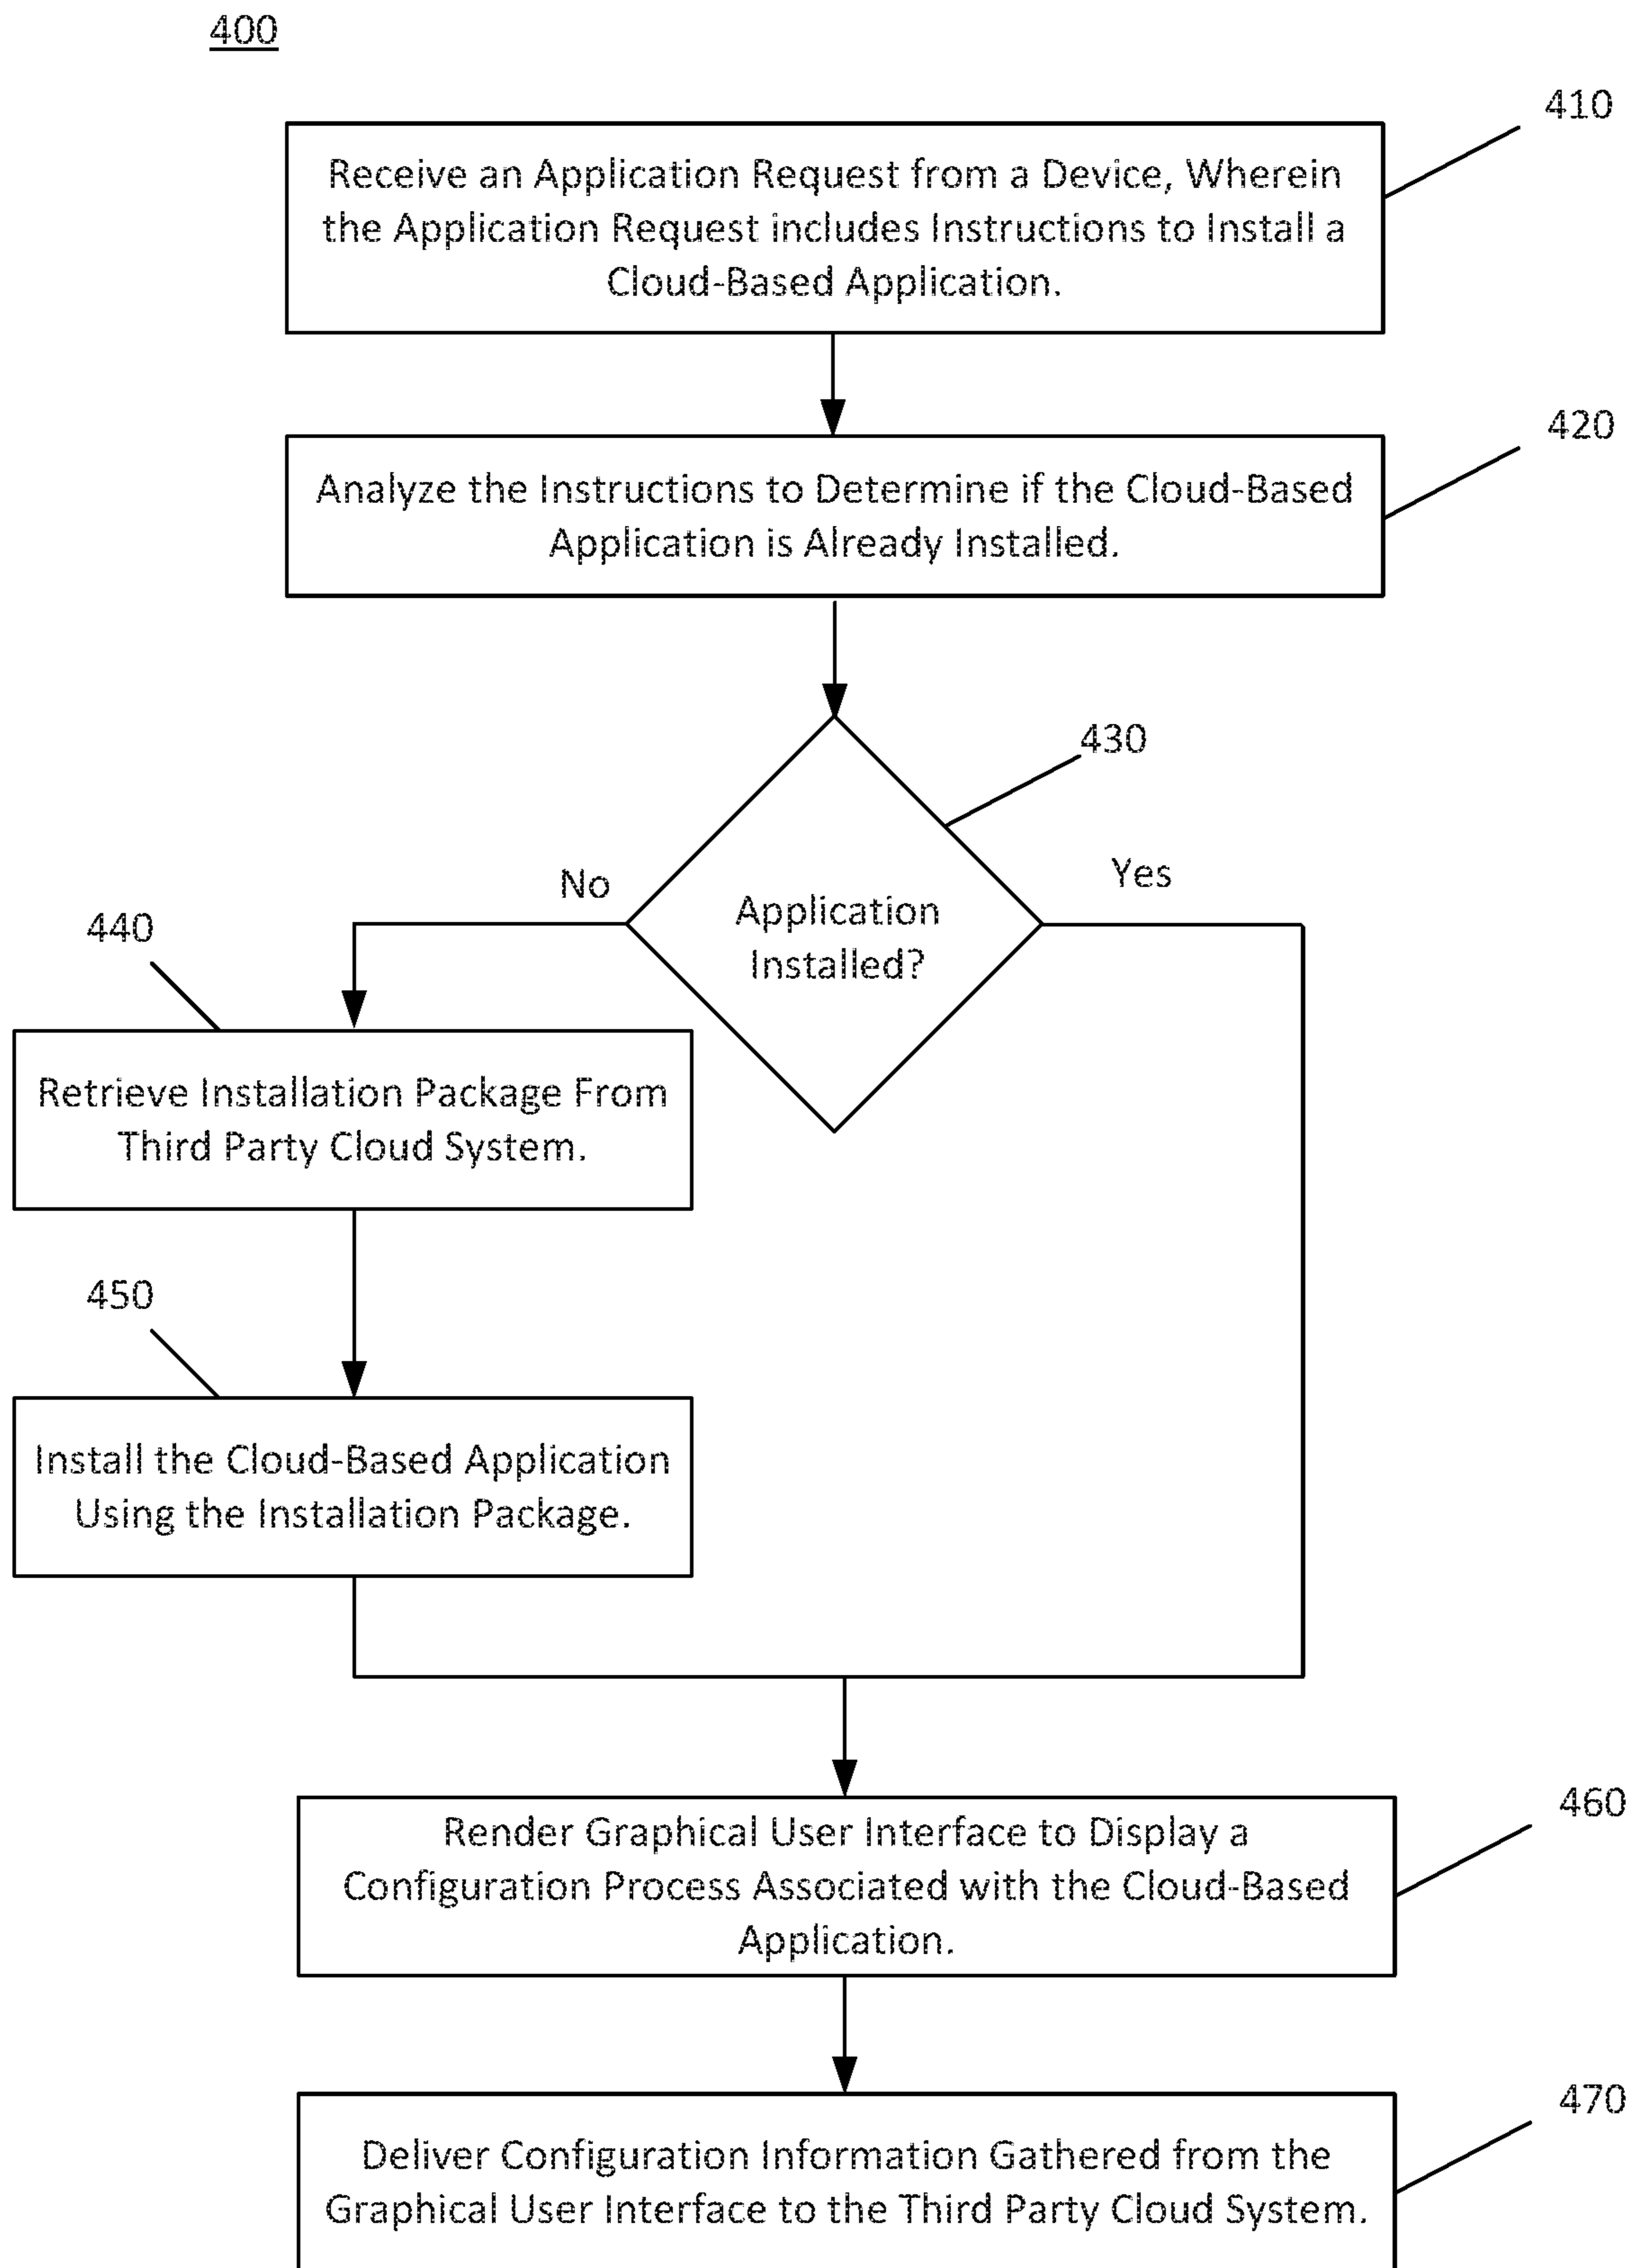 400
410
Receive an Application Request from a Device, Wherein
the Application Request includes Instructions to Install a
Cloud-Based Application.
420
Analyze the Instructions to Determine if the Cloud-Based
Application is Already Installed.
430
No
Yes
Application
Installed?
440
Retrieve Installation Package From
Third Party Cloud System.
450
Install the Cloud-Based Application
Using the Installation Package.
460
Render Graphical User Interface to Display a
Configuration Process Associated with the Cloud-Based
Application.
470
Deliver Configuration Information Gathered from the
Graphical User Interface to the Third Party Cloud System.